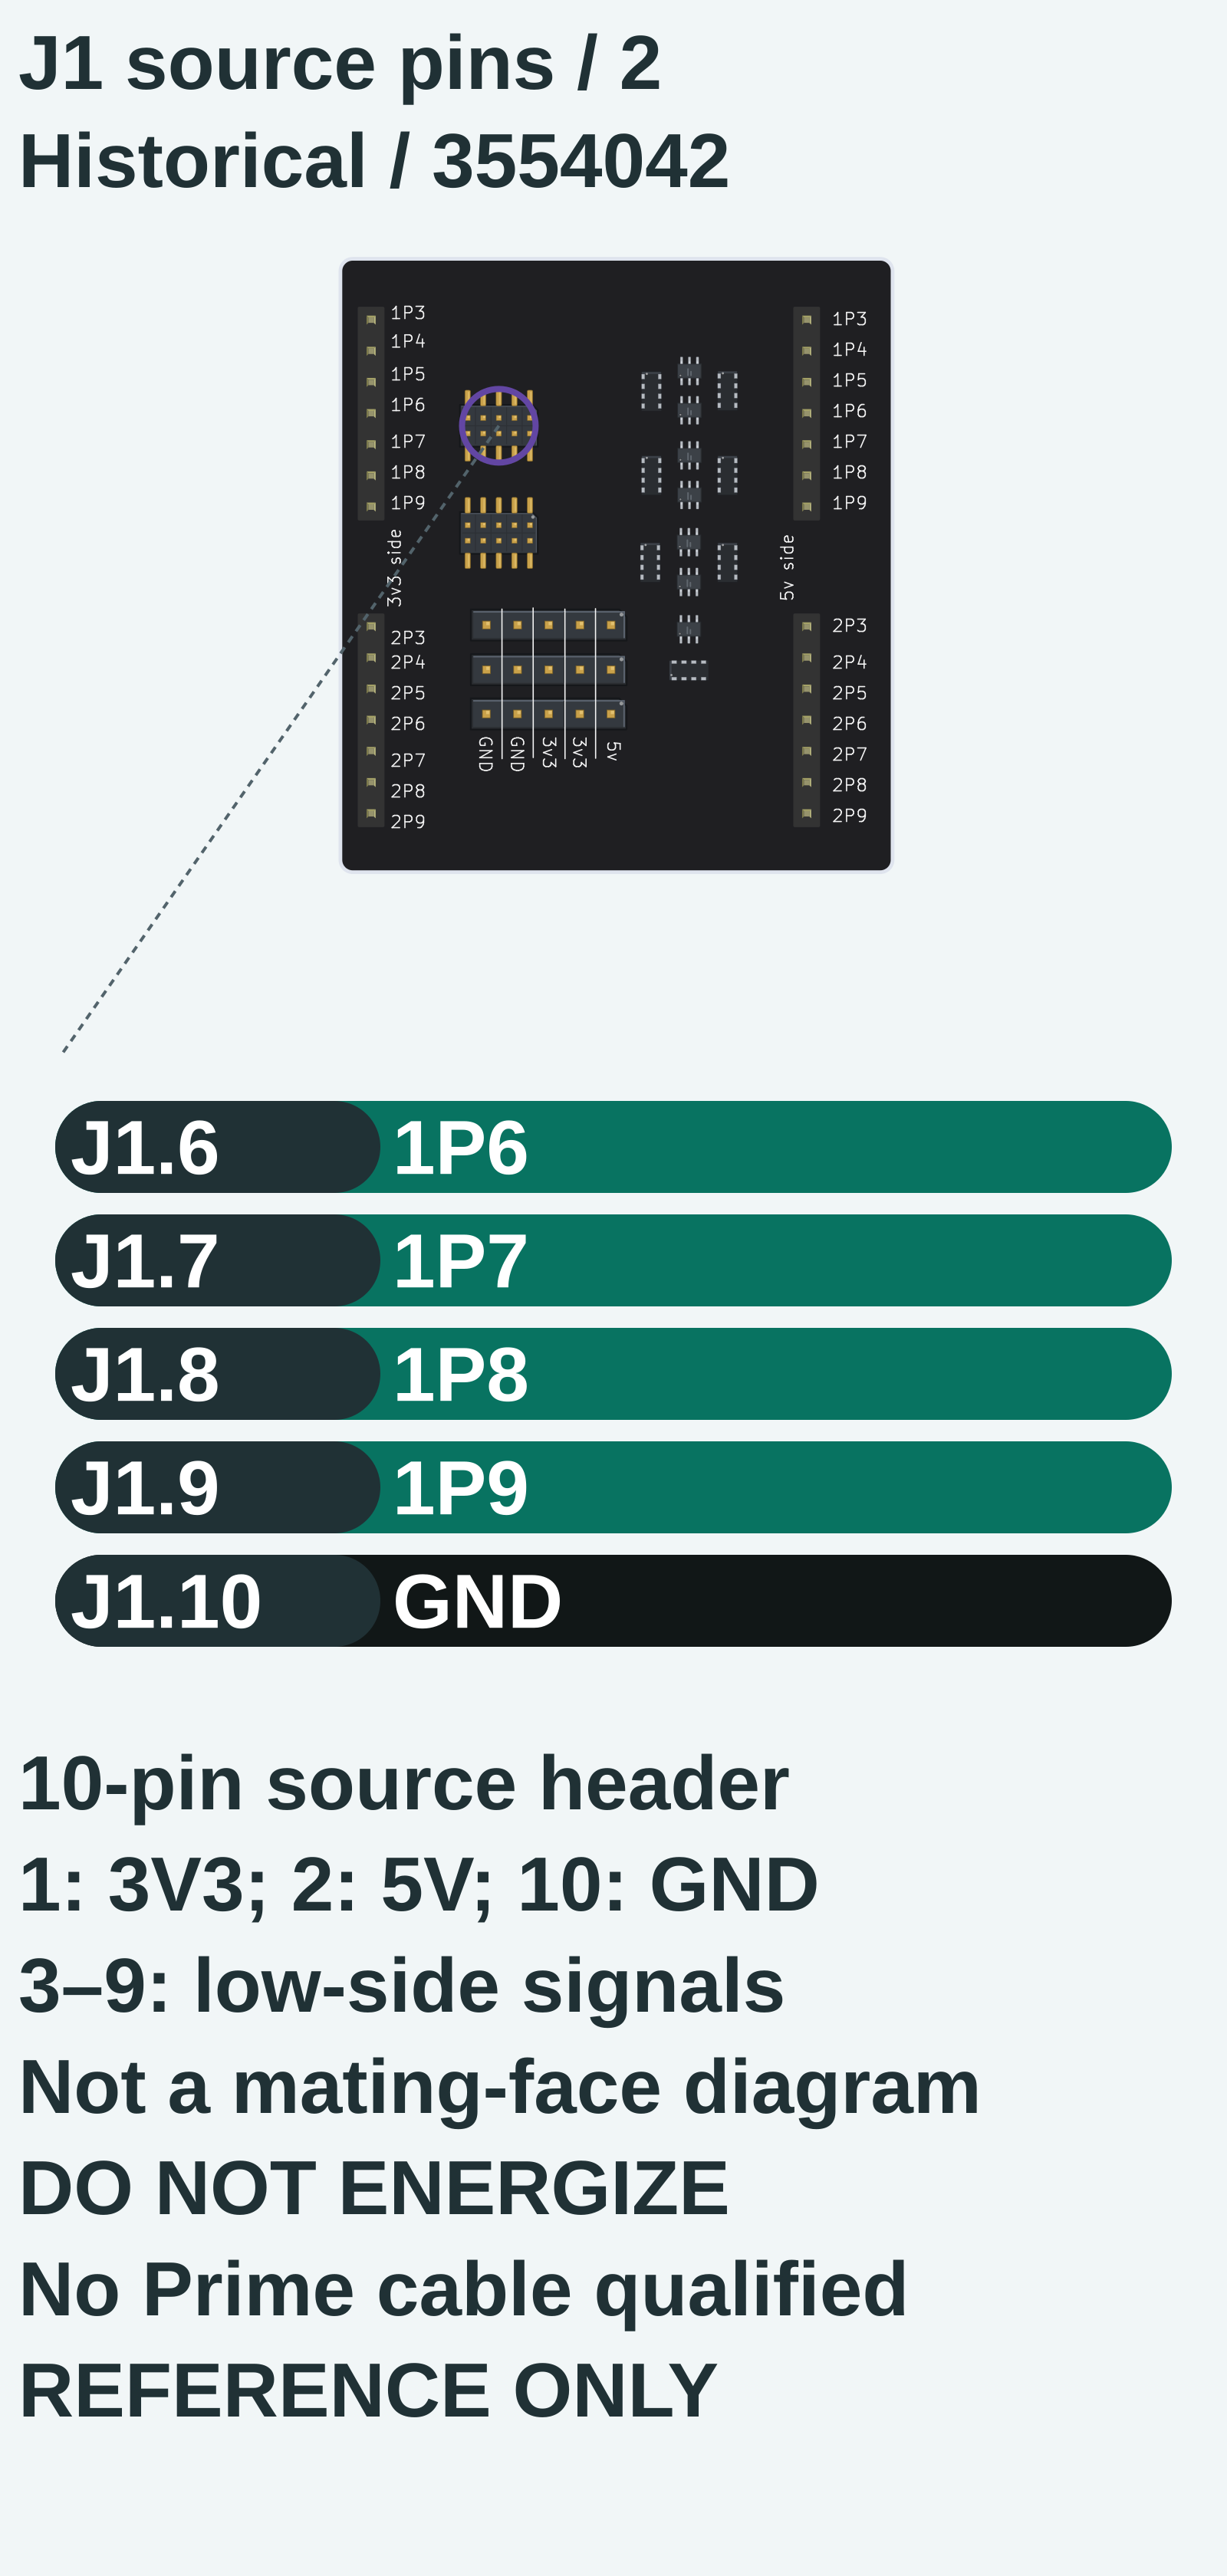 J1 source pins / 2
Historical / 3554042
1P3
1P4
1P5
1P6
1P7
1P8
1P9
3v3 side
2P3
2P4
2P5
2P6
2P7
2P8
2P9
GND
GND
3v3
3v3
5v
1P3
1P4
1P5
1P6
1P7
1P8
1P9
5v side
2P3
2P4
2P5
2P6
2P7
2P8
2P9
J1.6 1P6
J1.7 1P7
J1.8 1P8
J1.9 1P9
J1.10 GND
10-pin source header
1: 3V3; 2: 5V; 10: GND
3–9: low-side signals
Not a mating-face diagram
DO NOT ENERGIZE
No Prime cable qualified
REFERENCE ONLY